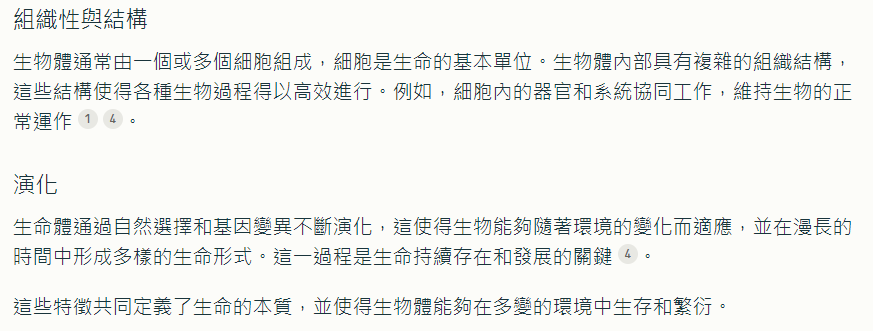 組織性與結構
生物體通常由一個或多個細胞組成，細胞是生命的基本單位。生物體內部具有複雜的組織結構，
這些結構使得各種生物過程得以高效進行。例如，細胞內的器官和系統協同工作，維持生物的正
常運作 1 4 。
演化
生命體通過自然選擇和基因變異不斷演化，這使得生物能夠隨著環境的變化而適應，並在漫長的
時間中形成多樣的生命形式。這一過程是生命持續存在和發展的關鍵 4 。
這些特徵共同定義了生命的本質，並使得生物體能夠在多變的環境中生存和繁衍。